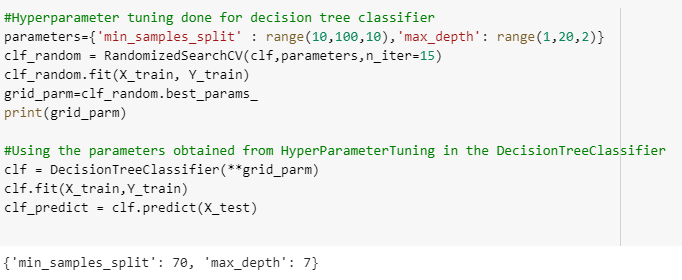 #Hyperparameter tuning done for decision tree classifier
parameters={'min_samples_split' : range(10,100,10),'max_depth': range(1,20,2)}
clf_random = RandomizedSearchCV(clf,parameters,n_iter=15)
clf_random.fit(X_train, Y_train)
grid_parm=clf_random.best_params_
print(grid_parm)
#Using the parameters obtained from HyperParameterTuning in the DecisionTreeClassifier
clf = DecisionTreeClassifier(**grid_parm)
clf.fit(X_train,Y_train)
clf_predict = clf.predict(X_test)
{'min_samples_split': 70, 'max_depth': 7}